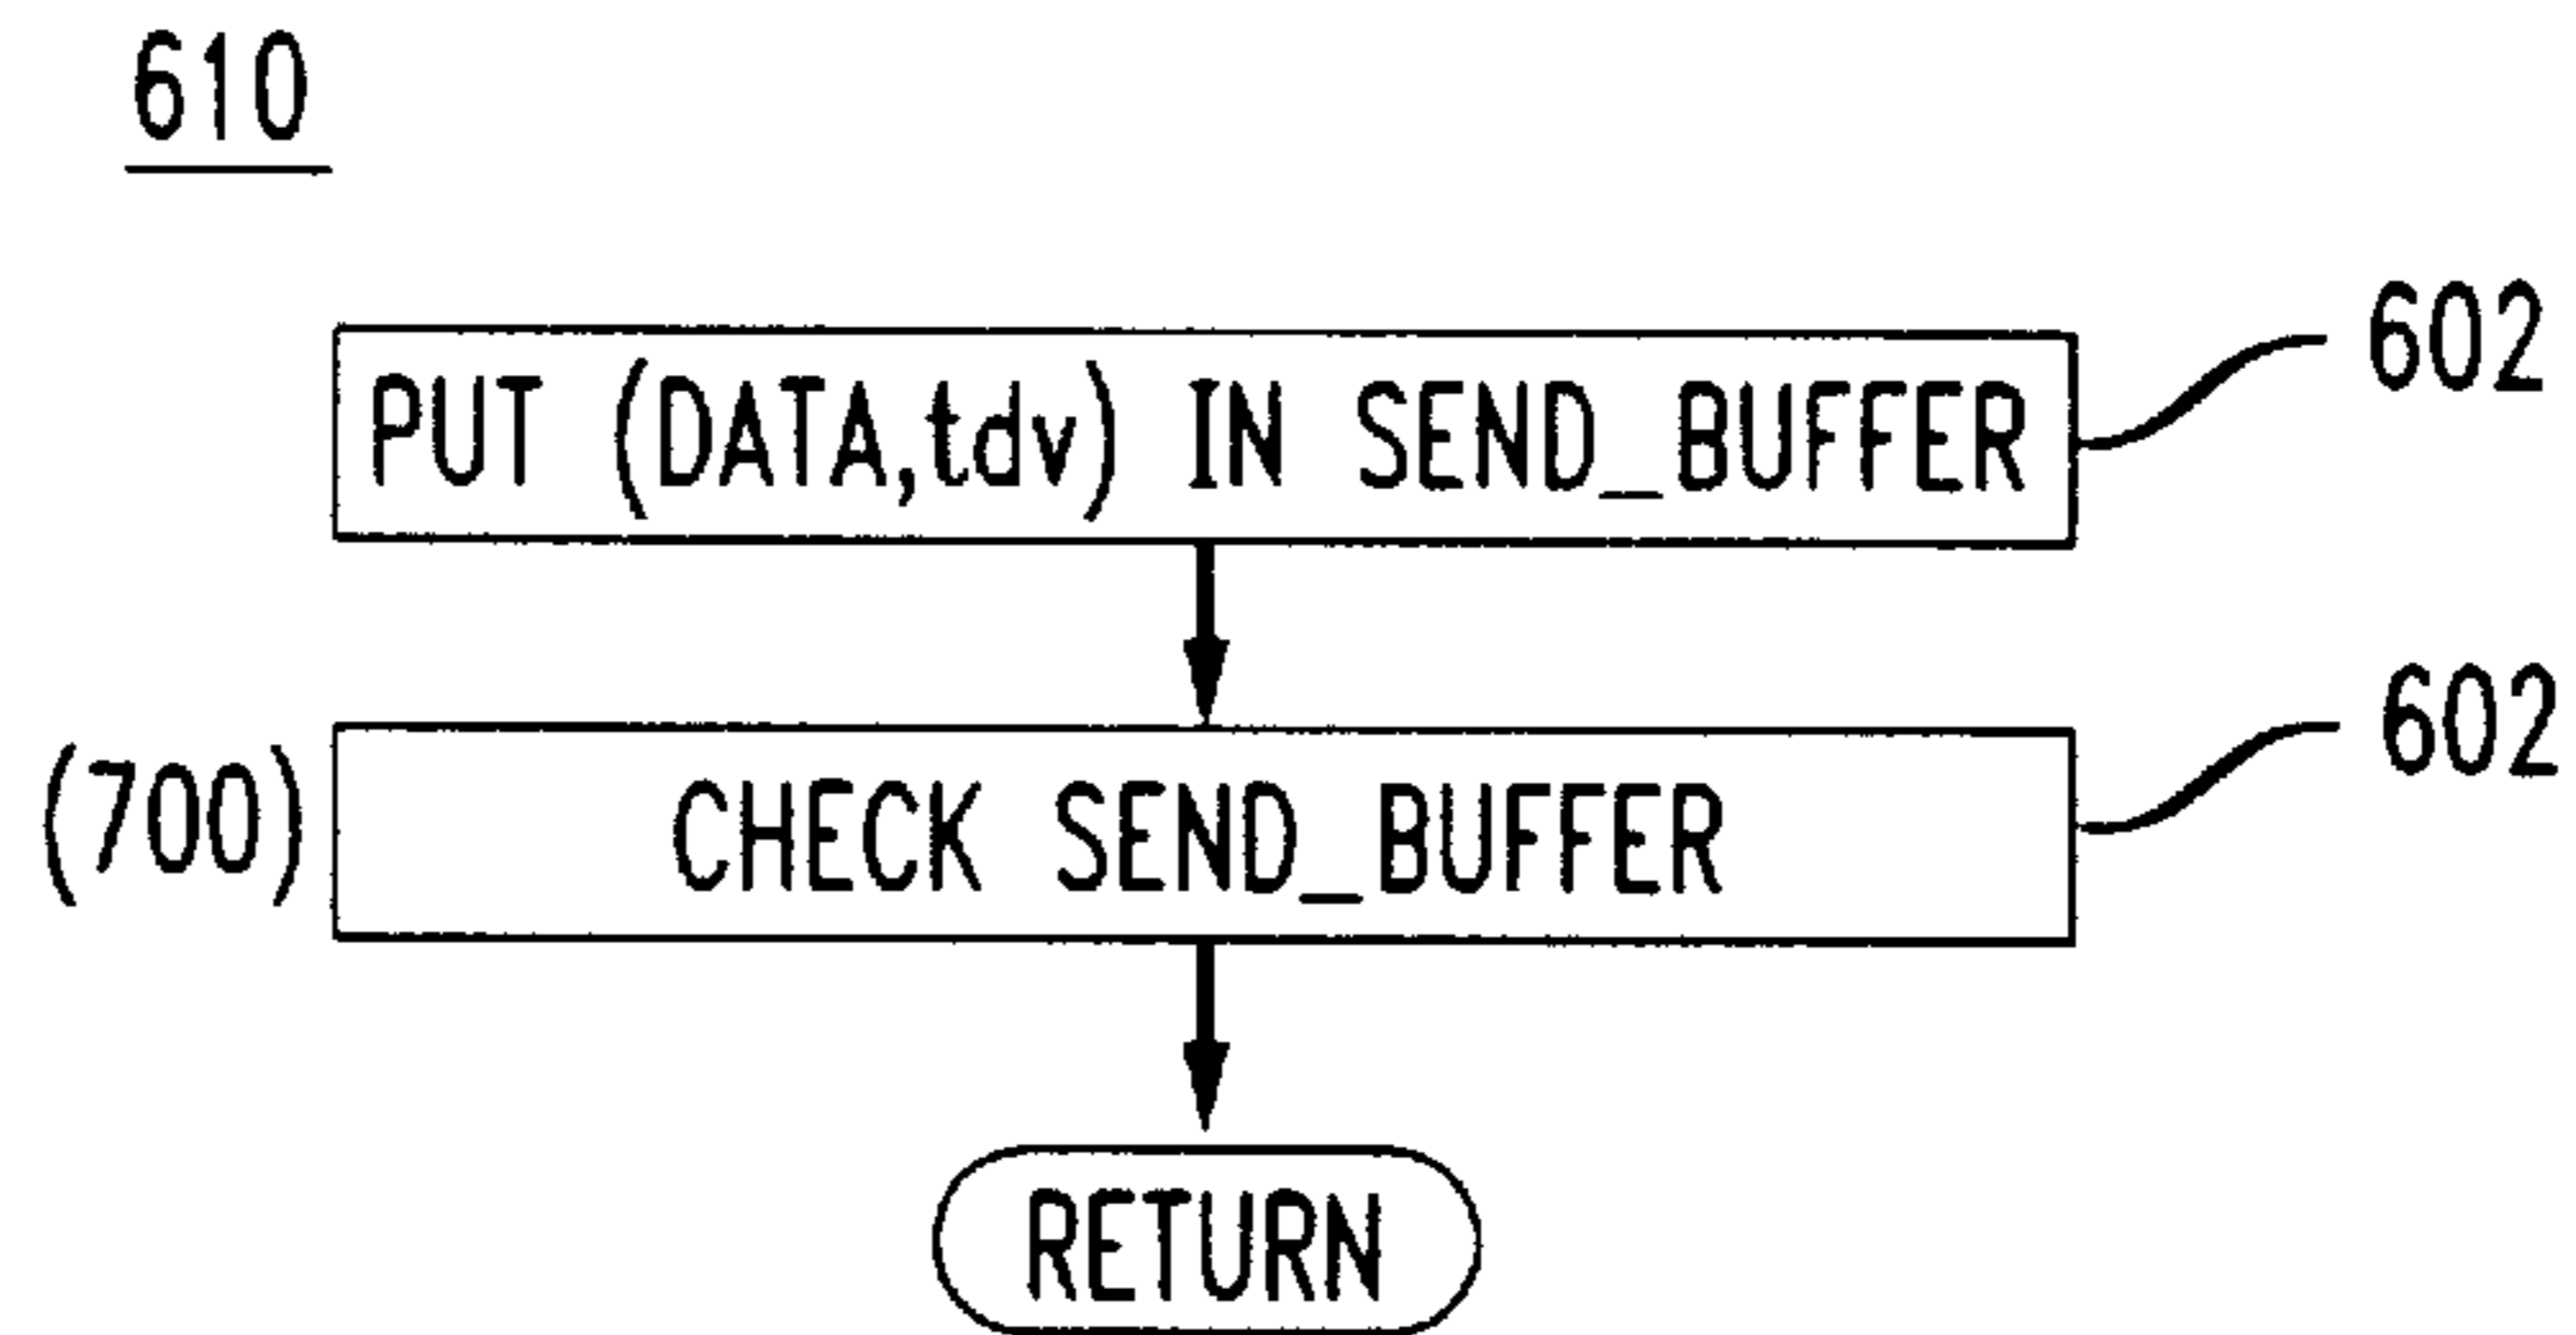 610
PUT (DATA,tdv) IN SEND_BUFFER
602
(700)
CHECK SEND_BUFFER
602
RETURN